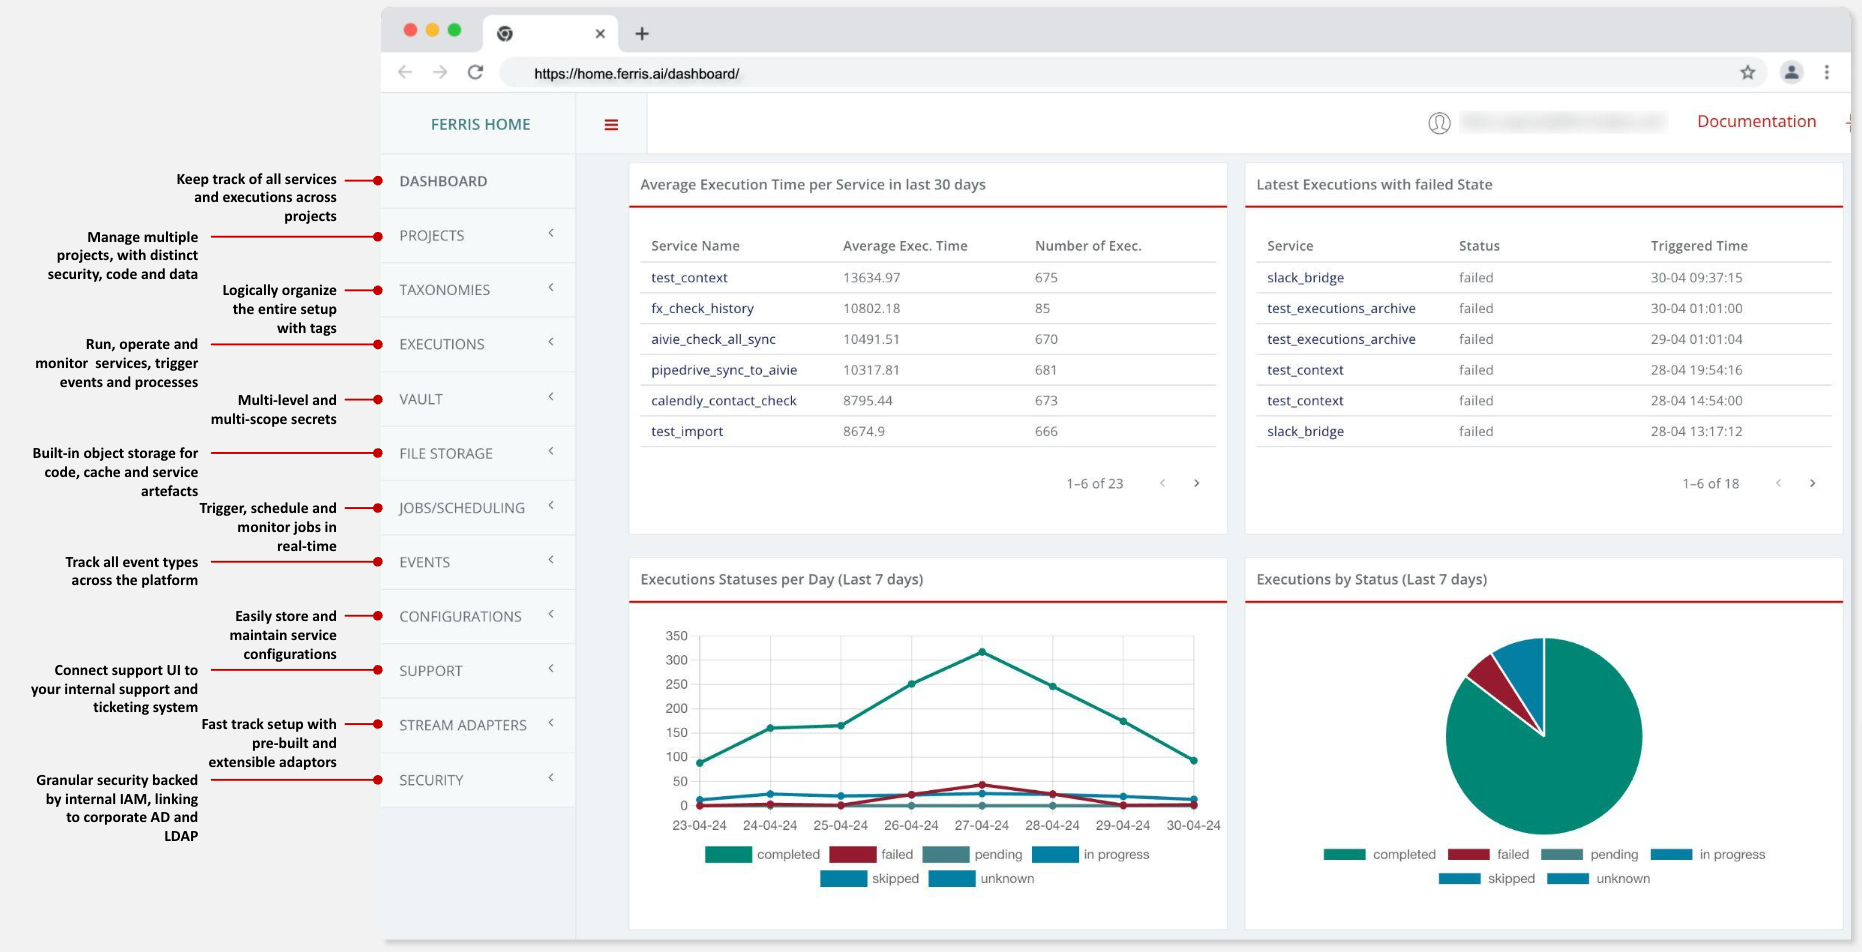 https://home.ferris.ai/dashboard/
FERRIS HOME
Documentation
Keep track of all services
and executions across
projects
Manage multiple
projects, with distinct
security, code and data
Logically organize
the entire setup
with tags
Run, operate and
monitor services, trigger
events and processes
Multi-level and
multi-scope secrets
Built-in object storage for
code, cache and service
artefacts
Trigger, schedule and
monitor jobs in
real-time
Track all event types
across the platform
Easily store and
maintain service
configurations
Connect support UI to
your internal support and
ticketing system
Fast track setup with
pre-built and
extensible adaptors
Granular security backed
by internal IAM, linking
to corporate AD and
LDAP
DASHBOARD
PROJECTS
TAXONOMIES
EXECUTIONS
VAULT
FILE STORAGE
JOBS/SCHEDULING
EVENTS
CONFIGURATIONS
SUPPORT
STREAM ADAPTERS
SECURITY
Average Execution Time per Service in last 30 days
Service Name Average Exec. Time Number of Exec.
test_context 13634.97 675
fx_check_history 10802.18 85
aivie_check_all_sync 10491.51 670
pipedrive_sync_to_aivie 10317.81 681
calendly_contact_check 8795.44 673
test_import 8674.9 666
1–6 of 23
Latest Executions with failed State
Service Status Triggered Time
slack_bridge failed 30-04 09:37:15
test_executions_archive failed 30-04 01:01:00
test_executions_archive failed 29-04 01:01:04
test_context failed 28-04 19:54:16
test_context failed 28-04 14:54:00
slack_bridge failed 28-04 13:17:12
1–6 of 18
Executions Statuses per Day (Last 7 days)
350
300
250
200
150
100
50
0
23-04-24 24-04-24 25-04-24 26-04-24 27-04-24 28-04-24 29-04-24 30-04-24
completed failed pending in progress
skipped unknown
Executions by Status (Last 7 days)
completed failed pending in progress
skipped unknown